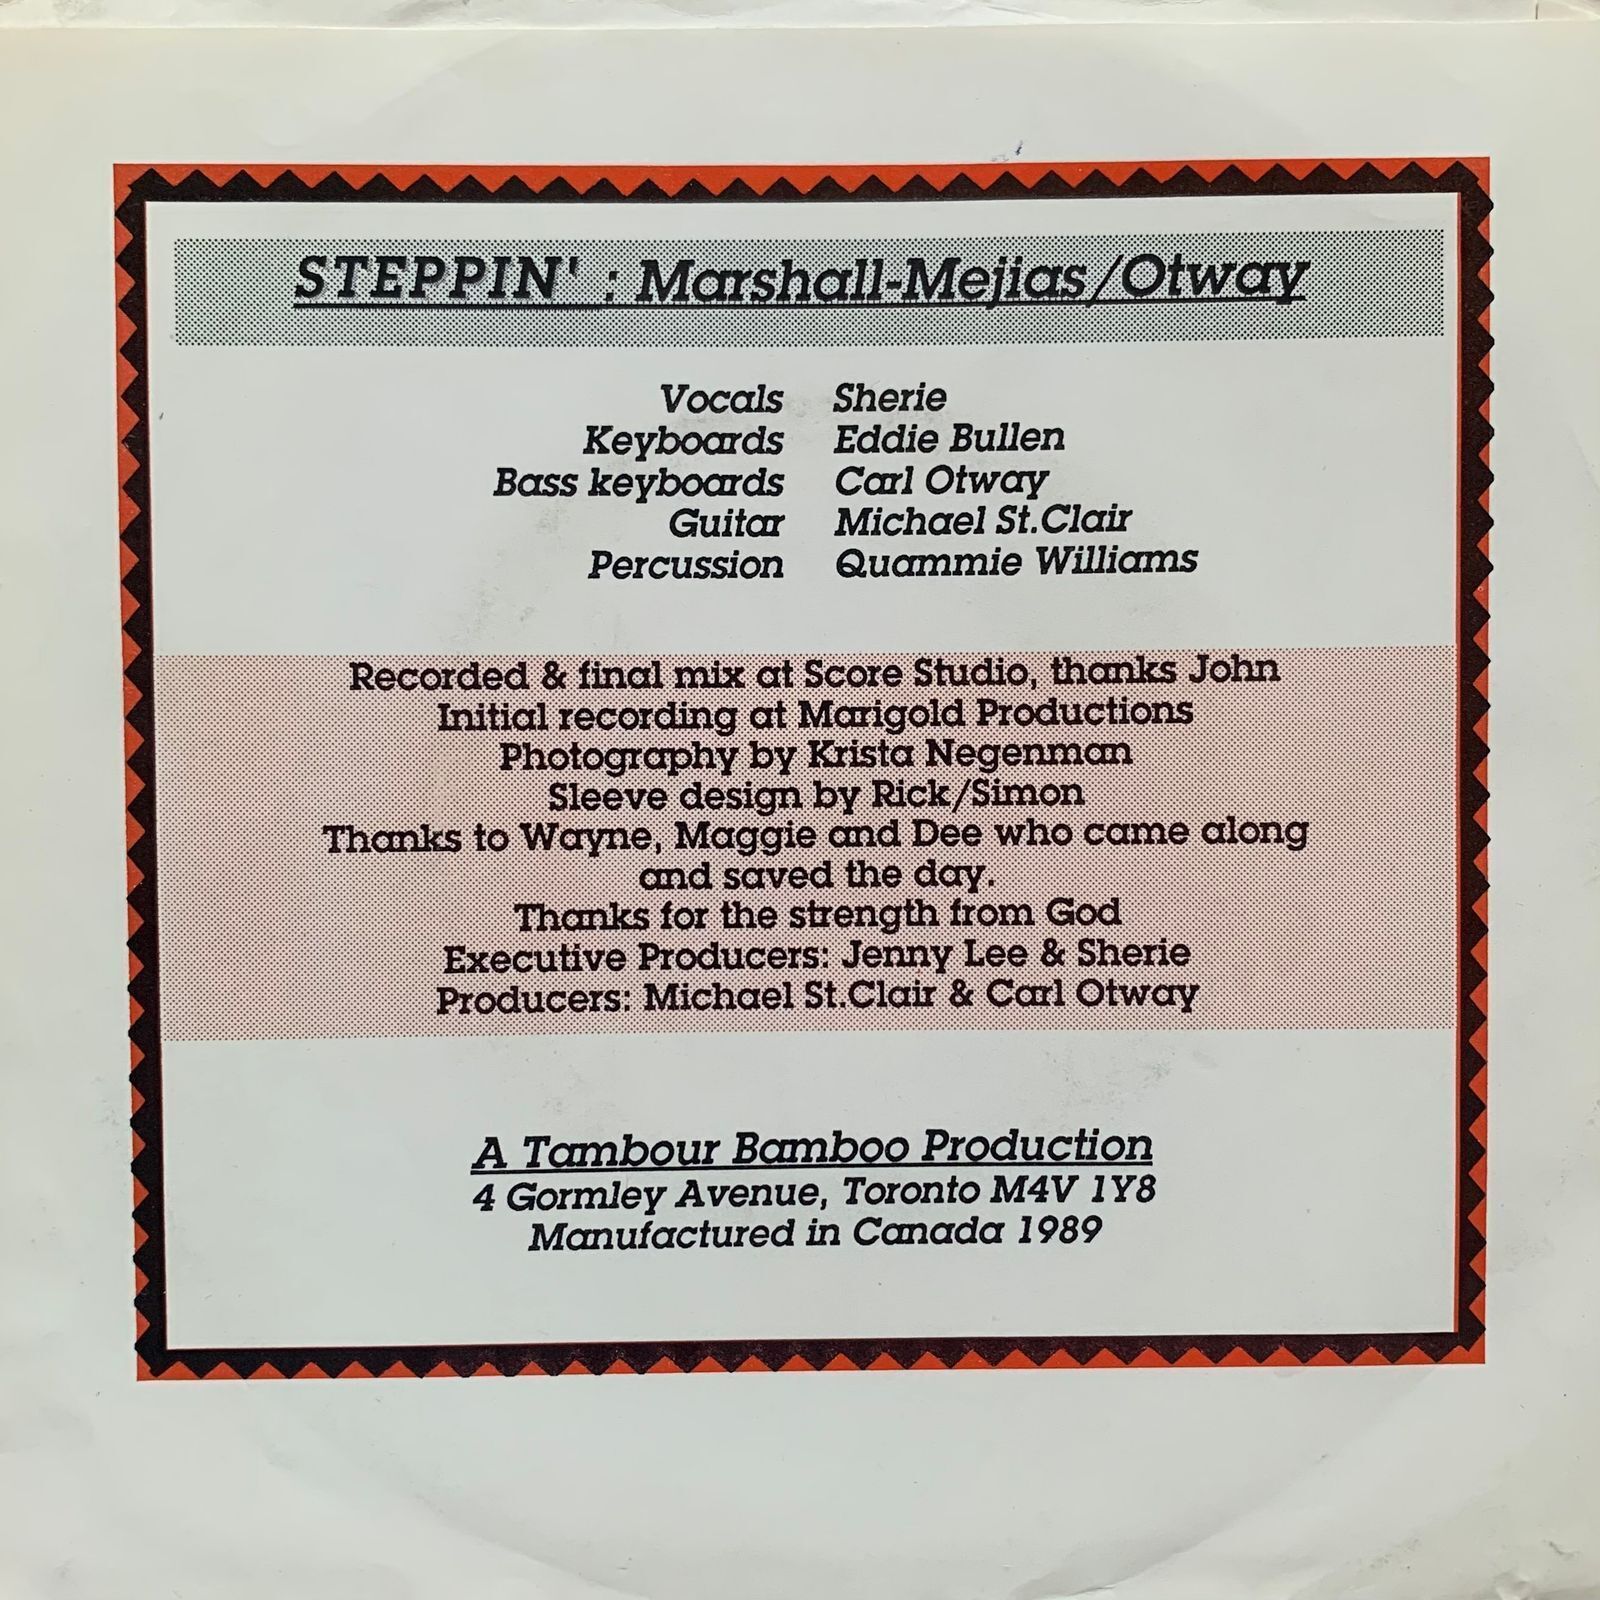 STEPPIN' : Marshall-Mejias/Otway
Vocals Sherie
Keyboards Eddie Bullen
Bass keyboards Carl Otway
Guitar Michael St.Clair
Percussion Quammie Williams
Recorded & final mix at Score Studio, thanks John
Initial recording at Marigold Productions
Photography by Krista Negenman
Sleeve design by Rick/Simon
Thanks to Wayne, Maggie and Dee who came along
and saved the day.
Thanks for the strength from God
Executive Producers: Jenny Lee & Sherie
Producers: Michael St.Clair & Carl Otway
A Tambour Bamboo Production
4 Gormley Avenue, Toronto M4V 1Y8
Manufactured in Canada 1989